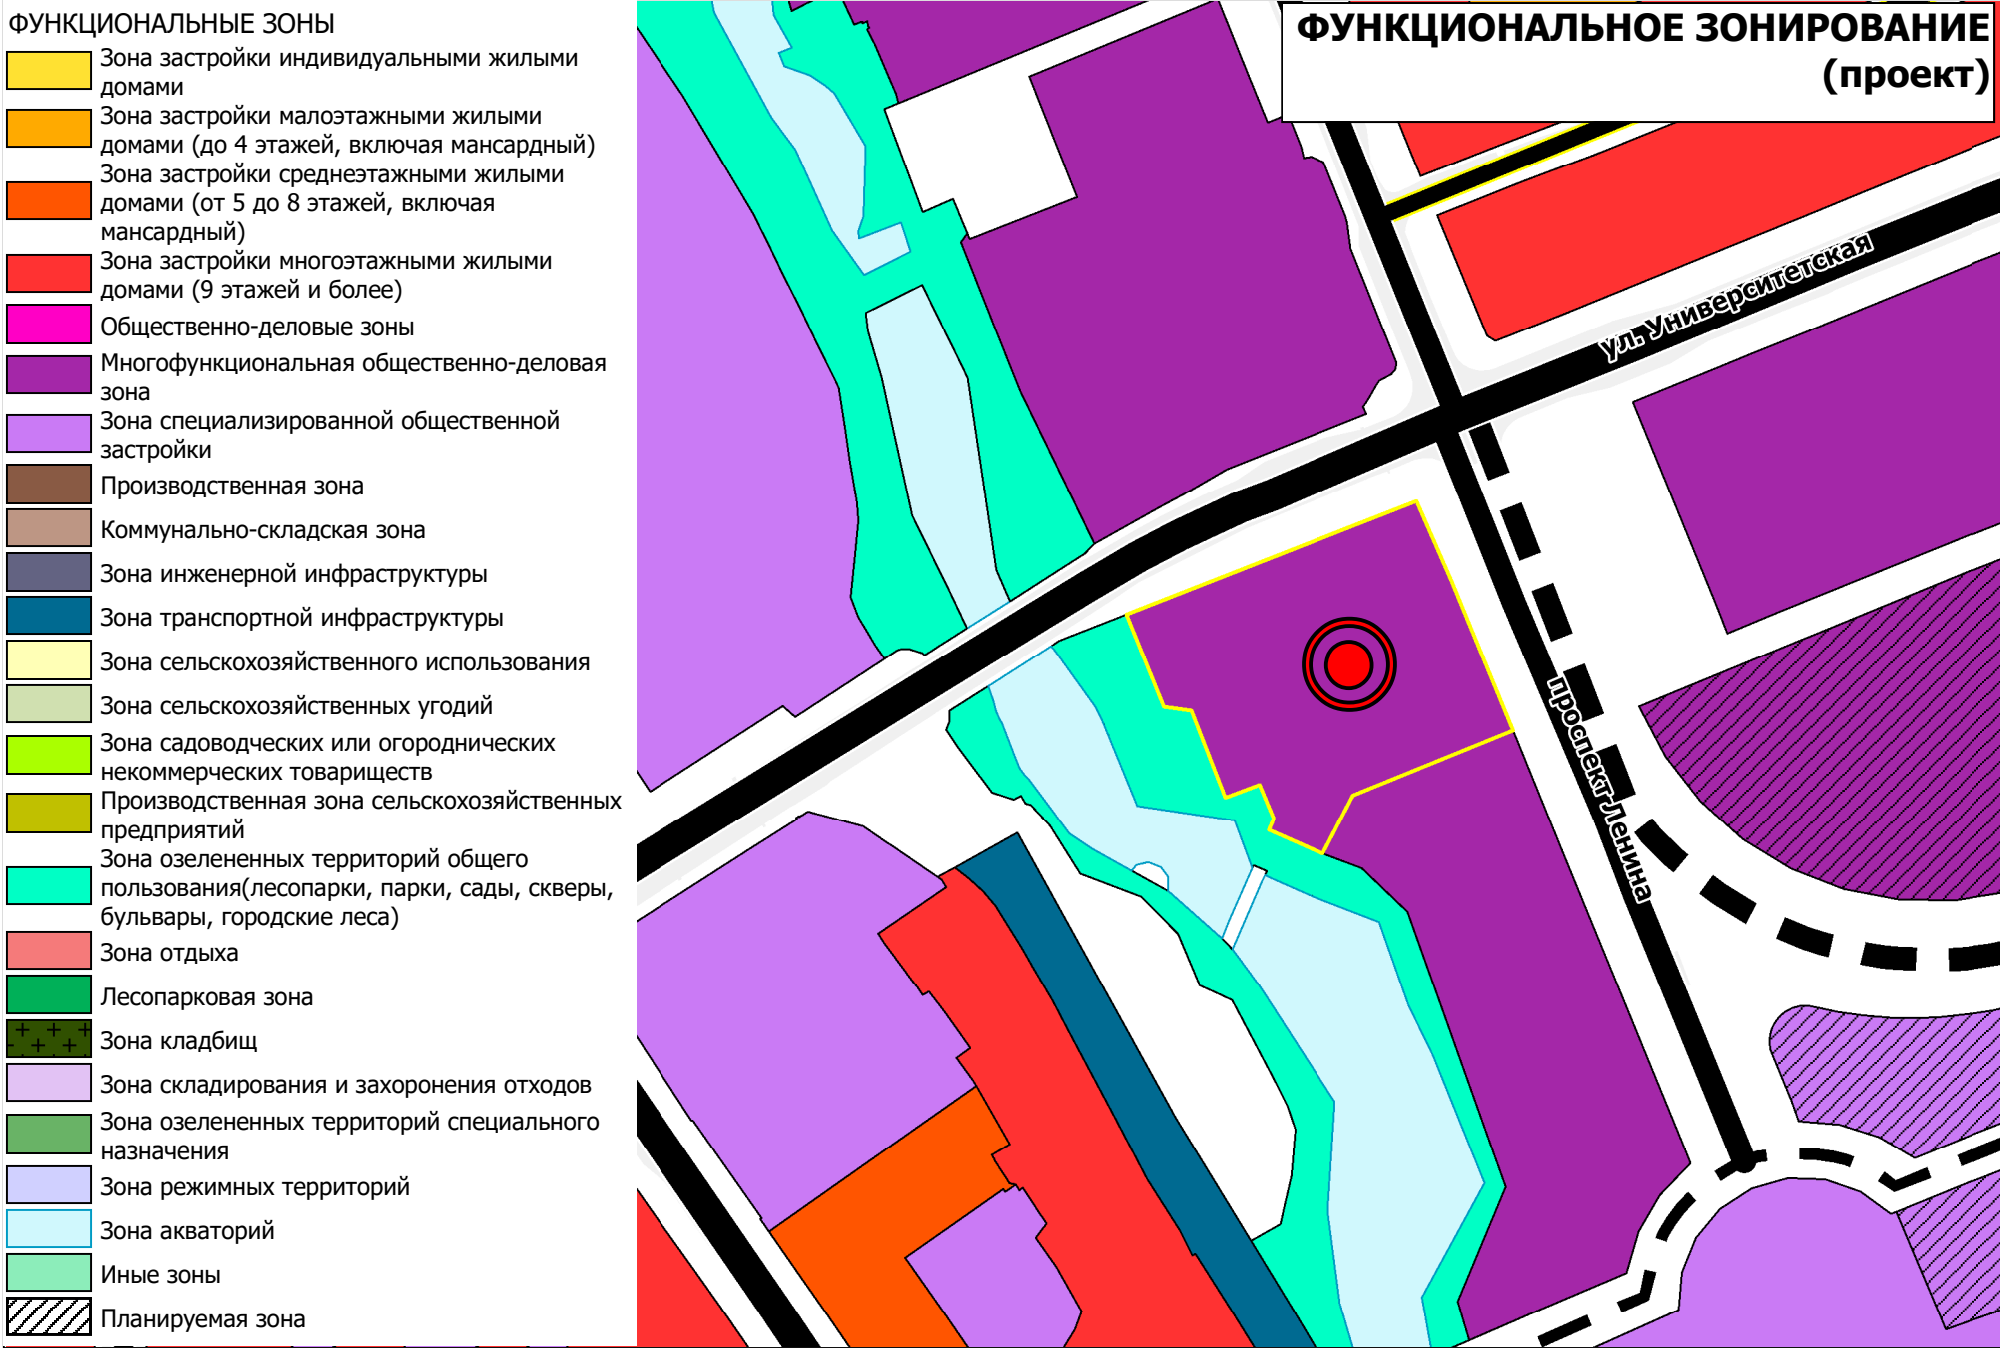 ФУНКЦИОНАЛЬНЫЕ ЗОНЫ
Зона застройки индивидуальными жилыми
домами
Зона застройки малоэтажными жилыми
домами (до 4 этажей, включая мансардный)
Зона застройки среднеэтажными жилыми
домами (от 5 до 8 этажей, включая
мансардный)
Зона застройки многоэтажными жилыми
домами (9 этажей и более)
Общественно-деловые зоны
Многофункциональная общественно-деловая
зона
Зона специализированной общественной
застройки
Производственная зона
Коммунально-складская зона
Зона инженерной инфраструктуры
Зона транспортной инфраструктуры
Зона сельскохозяйственного использования
Зона сельскохозяйственных угодий
Зона садоводческих или огороднических
некоммерческих товариществ
Производственная зона сельскохозяйственных
предприятий
Зона озелененных территорий общего
пользования(лесопарки, парки, сады, скверы,
бульвары, городские леса)
Зона отдыха
Лесопарковая зона
Зона кладбищ
Зона складирования и захоронения отходов
Зона озелененных территорий специального
назначения
Зона режимных территорий
Зона акваторий
Иные зоны
Планируемая зона
ФУНКЦИОНАЛЬНОЕ ЗОНИРОВАНИЕ
(проект)
ул. Университетская
проспект Ленина